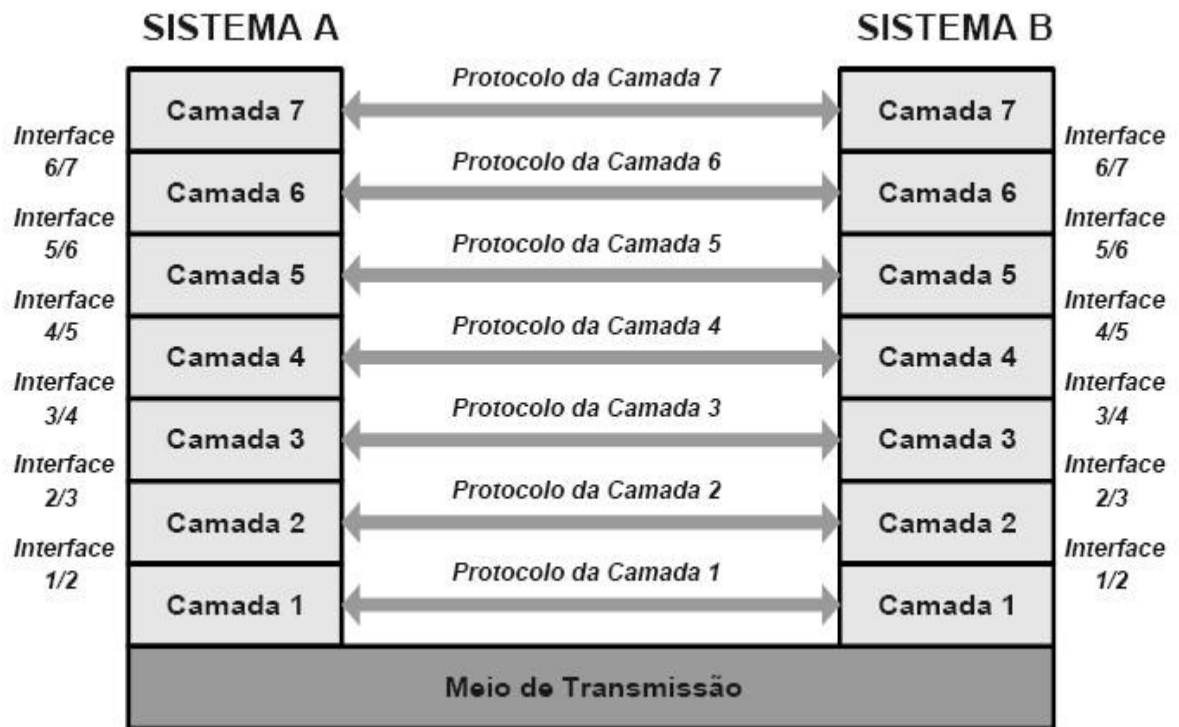 SISTEMA A
SISTEMA B
Protocolo da Camada 7
Camada 7
Camada 7
Interface
6/7
Interface
6/7
Protocolo da Camada 6
Camada 6
Camada 6
Interface
5/6
Interface
5/6
Protocolo da Camada 5
Camada 5
Camada 5
Interface
4/5
Interface
4/5
Protocolo da Camada 4
Camada 4
Camada 4
Interface
3/4
Interface
3/4
Protocolo da Camada 3
Camada 3
Camada 3
Interface
2/3
Interface
2/3
Protocolo da Camada 2
Camada 2
Camada 2
Interface
1/2
Interface
1/2
Protocolo da Camada 1
Camada 1
Camada 1
Meio de Transmissão